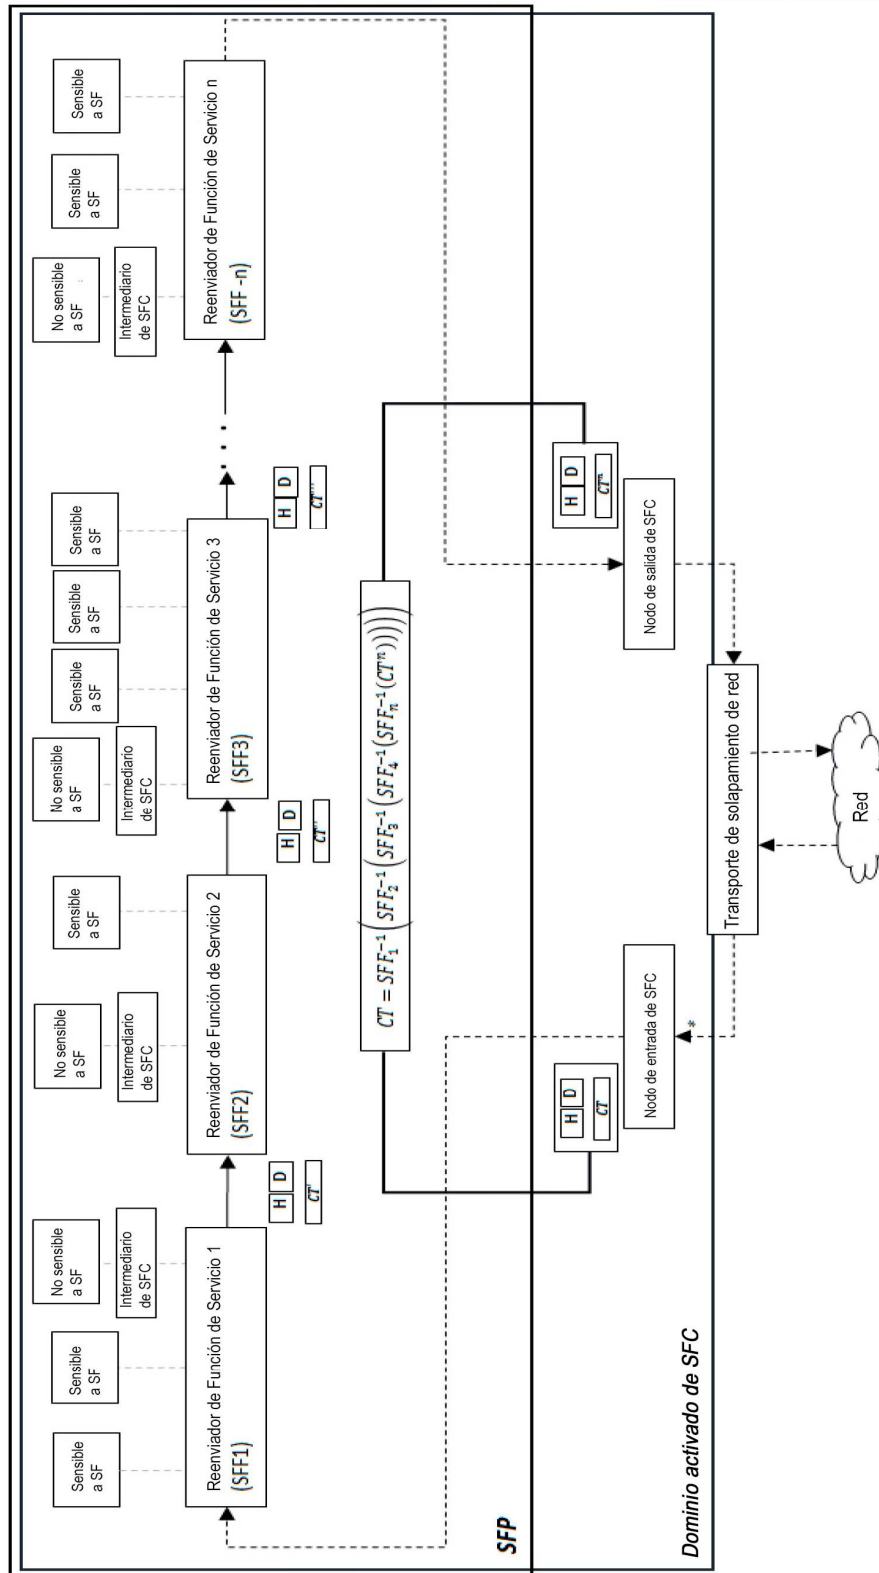 Sensible
a SF
Sensible
a SF
No sensible
a SF
Intermediario
de SFC
No sensible
a SF
Intermediario
de SFC
Sensible
a SF
No sensible
a SF
Intermediario
de SFC
Sensible
a SF
Sensible
a SF
Sensible
a SF
No sensible
a SF
Intermediario
de SFC
Sensible
a SF
Sensible
a SF
Reenviador de Función de Servicio 1
(SFF1)
Reenviador de Función de Servicio 2
(SFF2)
Reenviador de Función de Servicio 3
(SFF3)
...
Reenviador de Función de Servicio n
(SFF -n)
H D
CT'
H D
CT''
H D
CT'''
CT = SFF₁⁻¹(SFF₂⁻¹(SFF₃⁻¹(SFF₄⁻¹(SFFₙ⁻¹(CTⁿ)))))
SFP
H D
CT
H D
CTⁿ
Nodo de entrada de SFC
Nodo de salida de SFC
*
Dominio activado de SFC
Transporte de solapamiento de red
Red